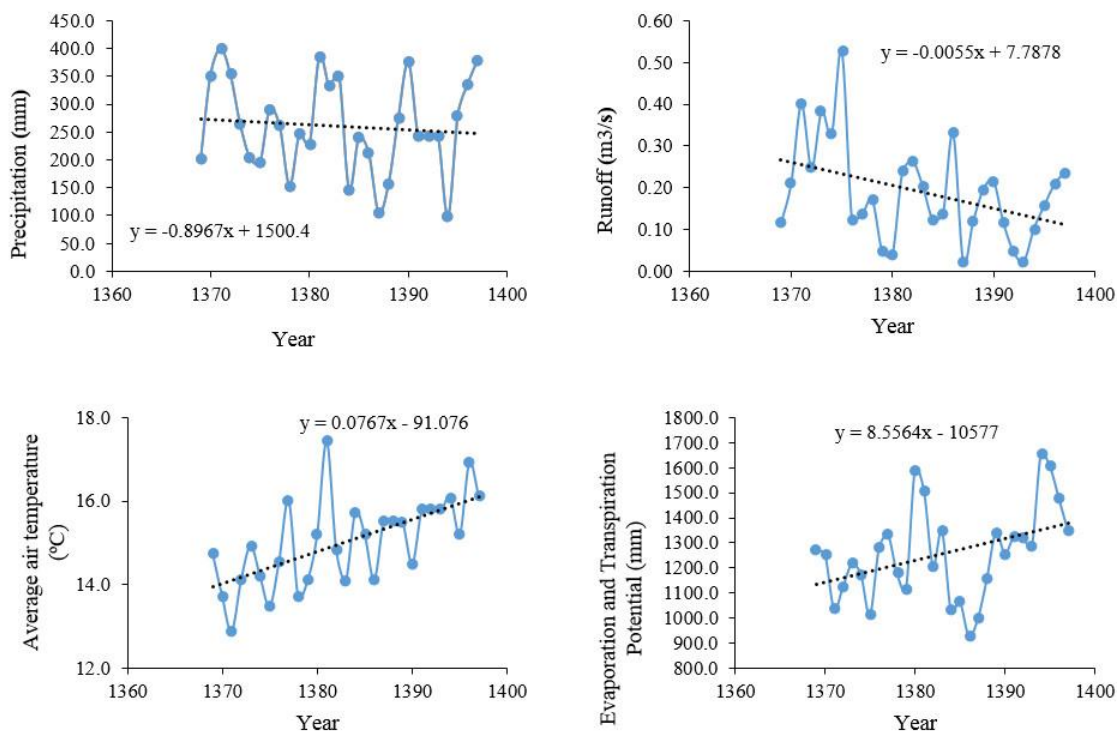 Precipitation (mm)
450.0
400.0
350.0
300.0
250.0
200.0
150.0
100.0
50.0
0.0
y = -0.8967x + 1500.4
1360 1370 1380 1390 1400
Year
Runoff (m3/s)
0.60
0.50
0.40
0.30
0.20
0.10
0.00
y = -0.0055x + 7.7878
1360 1370 1380 1390 1400
Year
Average air temperature
(ºC)
18.0
16.0
14.0
12.0
y = 0.0767x - 91.076
1360 1370 1380 1390 1400
Year
Evaporation and Transpiration
Potential (mm)
1800.0
1700.0
1600.0
1500.0
1400.0
1300.0
1200.0
1100.0
1000.0
900.0
800.0
y = 8.5564x - 10577
1360 1370 1380 1390 1400
Year